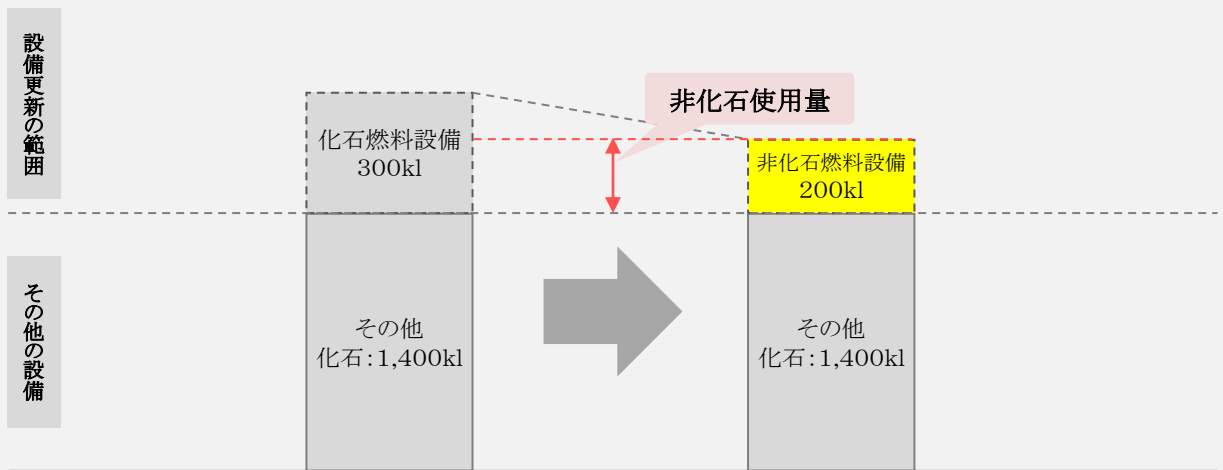 設備更新の範囲
非化石使用量
化石燃料設備
300kl
非化石燃料設備
200kl
その他の設備
その他
化石:1,400kl
その他
化石:1,400kl